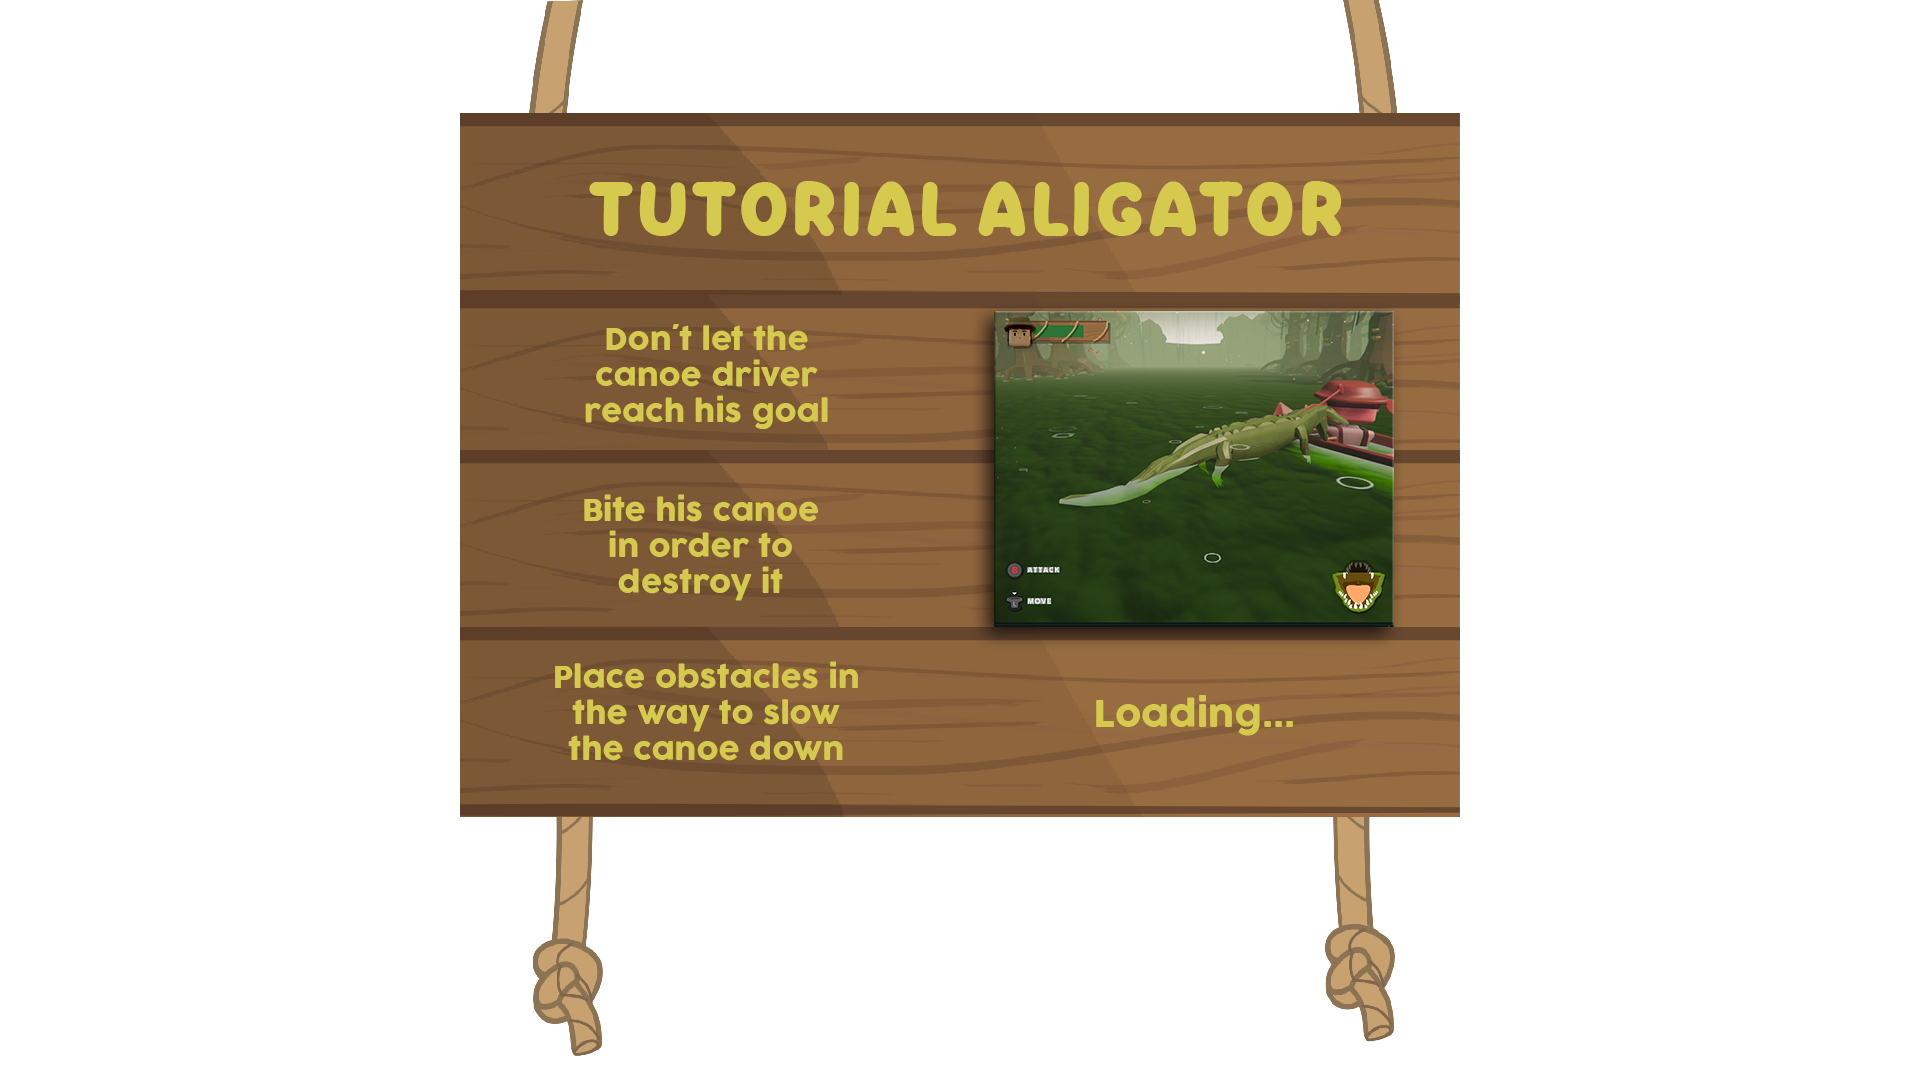 TUTORIAL ALIGATOR
Don't let the
canoe driver
reach his goal
Bite his canoe
in order to
destroy it
Place obstacles in
the way to slow
the canoe down
B ATTACK
L MOVE
Loading...